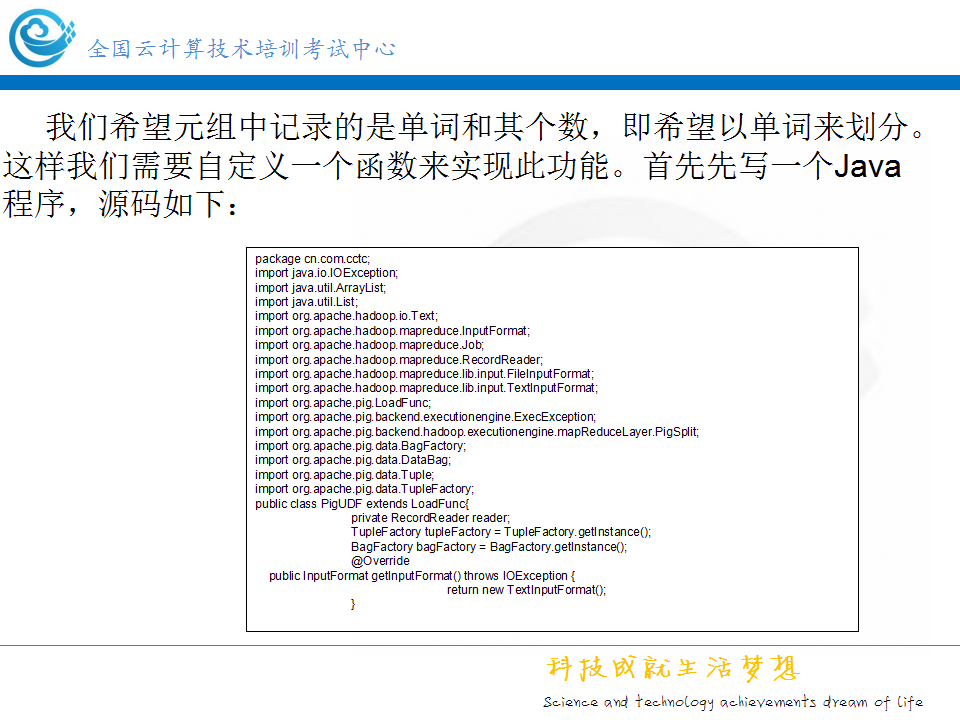 全国云计算技术培训考试中心
我们希望元组中记录的是单词和其个数，即希望以单词来划分。
这样我们需要自定义一个函数来实现此功能。首先先写一个Java
程序，源码如下：
package cn.com.cctc;
import java.io.IOException;
import java.util.ArrayList;
import java.util.List;
import org.apache.hadoop.io.Text;
import org.apache.hadoop.mapreduce.InputFormat;
import org.apache.hadoop.mapreduce.Job;
import org.apache.hadoop.mapreduce.RecordReader;
import org.apache.hadoop.mapreduce.lib.input.FileInputFormat;
import org.apache.hadoop.mapreduce.lib.input.TextInputFormat;
import org.apache.pig.LoadFunc;
import org.apache.pig.backend.executionengine.ExecException;
import org.apache.pig.backend.hadoop.executionengine.mapReduceLayer.PigSplit;
import org.apache.pig.data.BagFactory;
import org.apache.pig.data.DataBag;
import org.apache.pig.data.Tuple;
import org.apache.pig.data.TupleFactory;
public class PigUDF extends LoadFunc{
private RecordReader reader;
TupleFactory tupleFactory = TupleFactory.getInstance();
BagFactory bagFactory = BagFactory.getInstance();
@Override
public InputFormat getInputFormat() throws IOException {
return new TextInputFormat();
}
科技成就生活梦想
Science and technology achievements dream of life